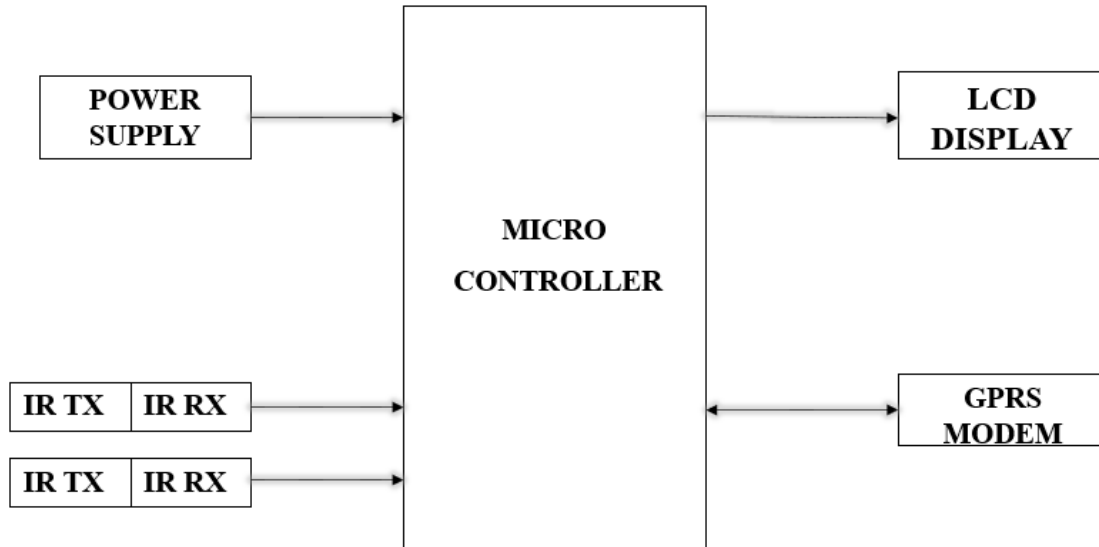 POWER
SUPPLY
LCD
DISPLAY
MICRO
CONTROLLER
IR TX
IR RX
GPRS
MODEM
IR TX
IR RX